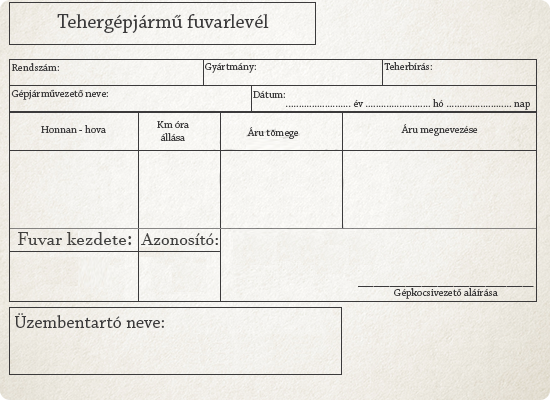 Tehergépjármű fuvarlevél
Rendszám: Gyártmány: Teherbírás:
Gépjárművezető neve: Dátum:
......................... év ......................... hó ......................... nap
Honnan - hova Km óra állása Áru tömege Áru megnevezése
Fuvar kezdete: Azonosító:
Gépkocsivezető aláírása
Üzembentartó neve: